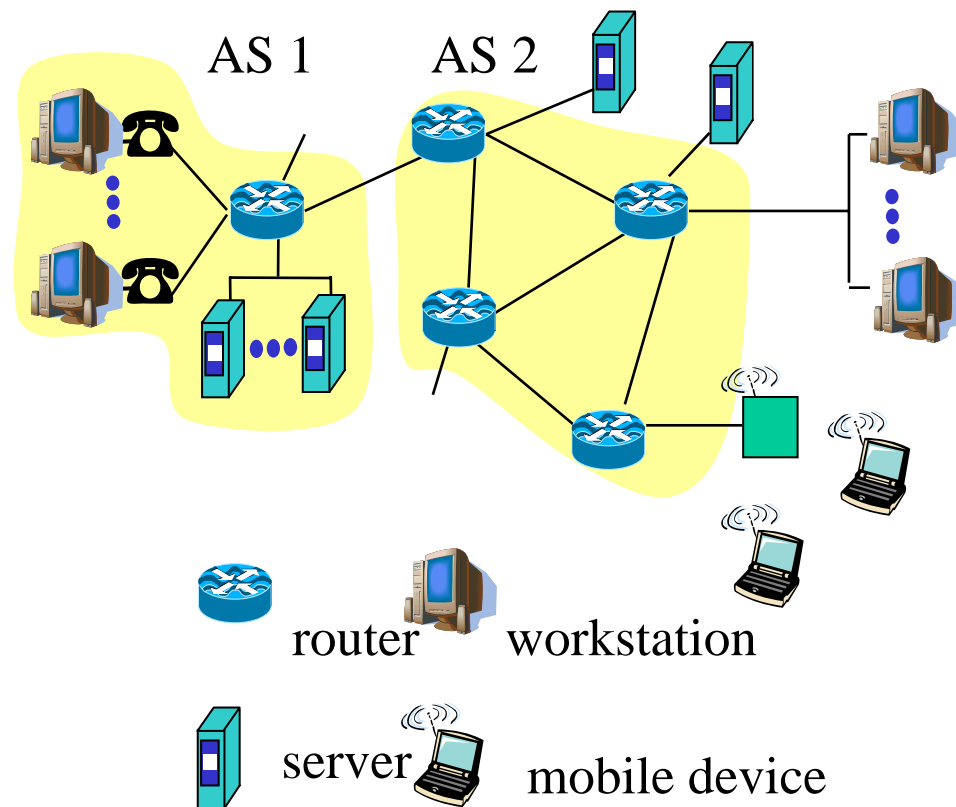 AS 1
AS 2
router
workstation
server
mobile device